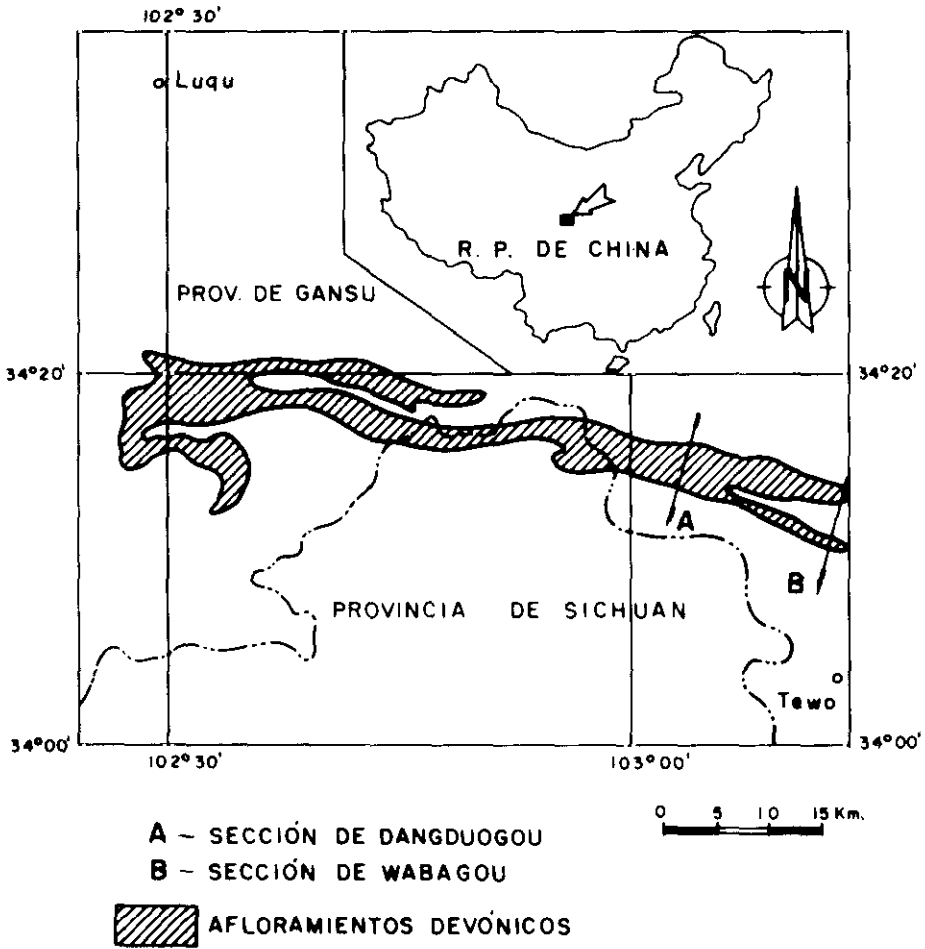 102° 30'
Luqu
R. P. DE CHINA
N
PROV. DE GANSU
34°20'
34°20'
A
B
PROVINCIA DE SICHUAN
Tewo
34°00'
34°00'
102°30'
103°00'
0 5 10 15 Km.
A - SECCIÓN DE DANGDUOGOU
B - SECCIÓN DE WABAGOU
AFLORAMIENTOS DEVÓNICOS